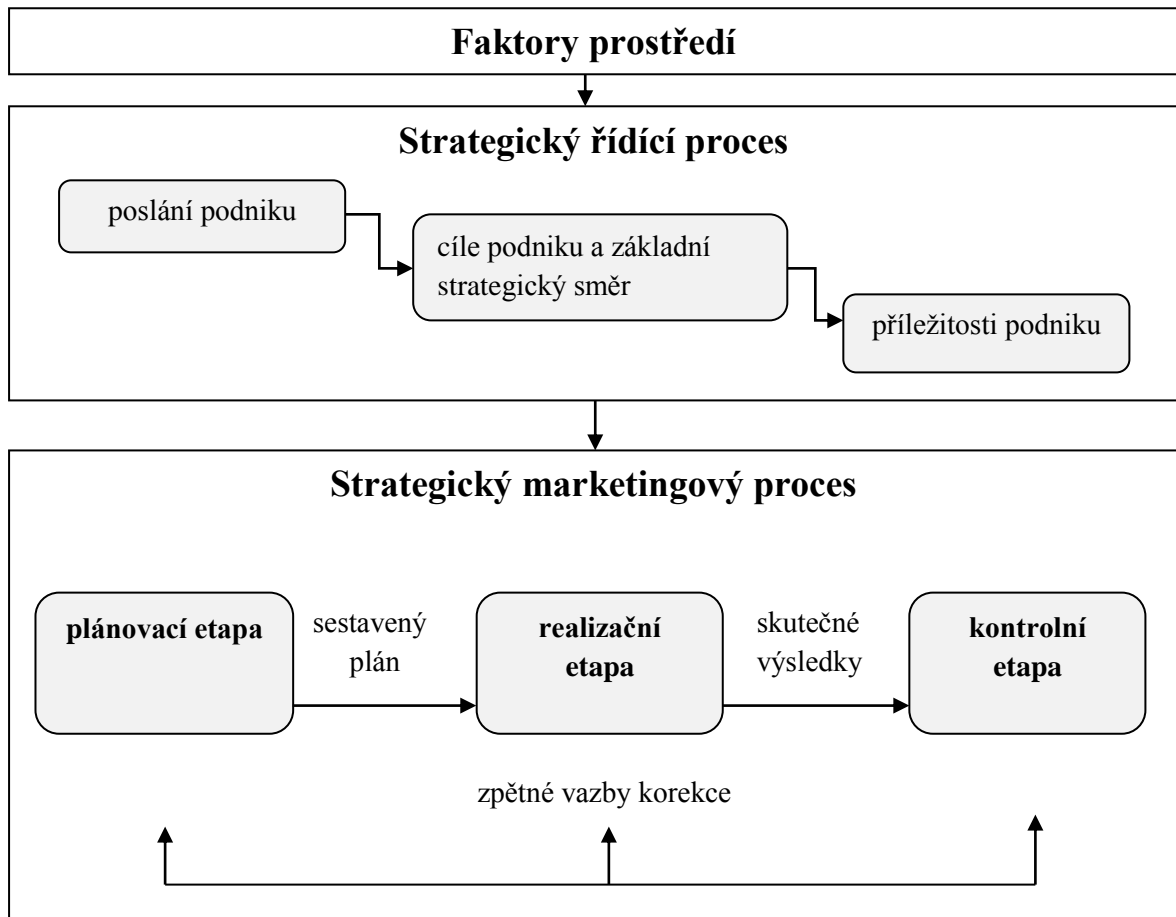 Faktory prostředí
Strategický řídící proces
poslání podniku
cíle podniku a základní
strategický směr
příležitosti podniku
Strategický marketingový proces
plánovací etapa
sestavený
plán
realizační
etapa
skutečné
výsledky
kontrolní
etapa
zpětné vazby korekce